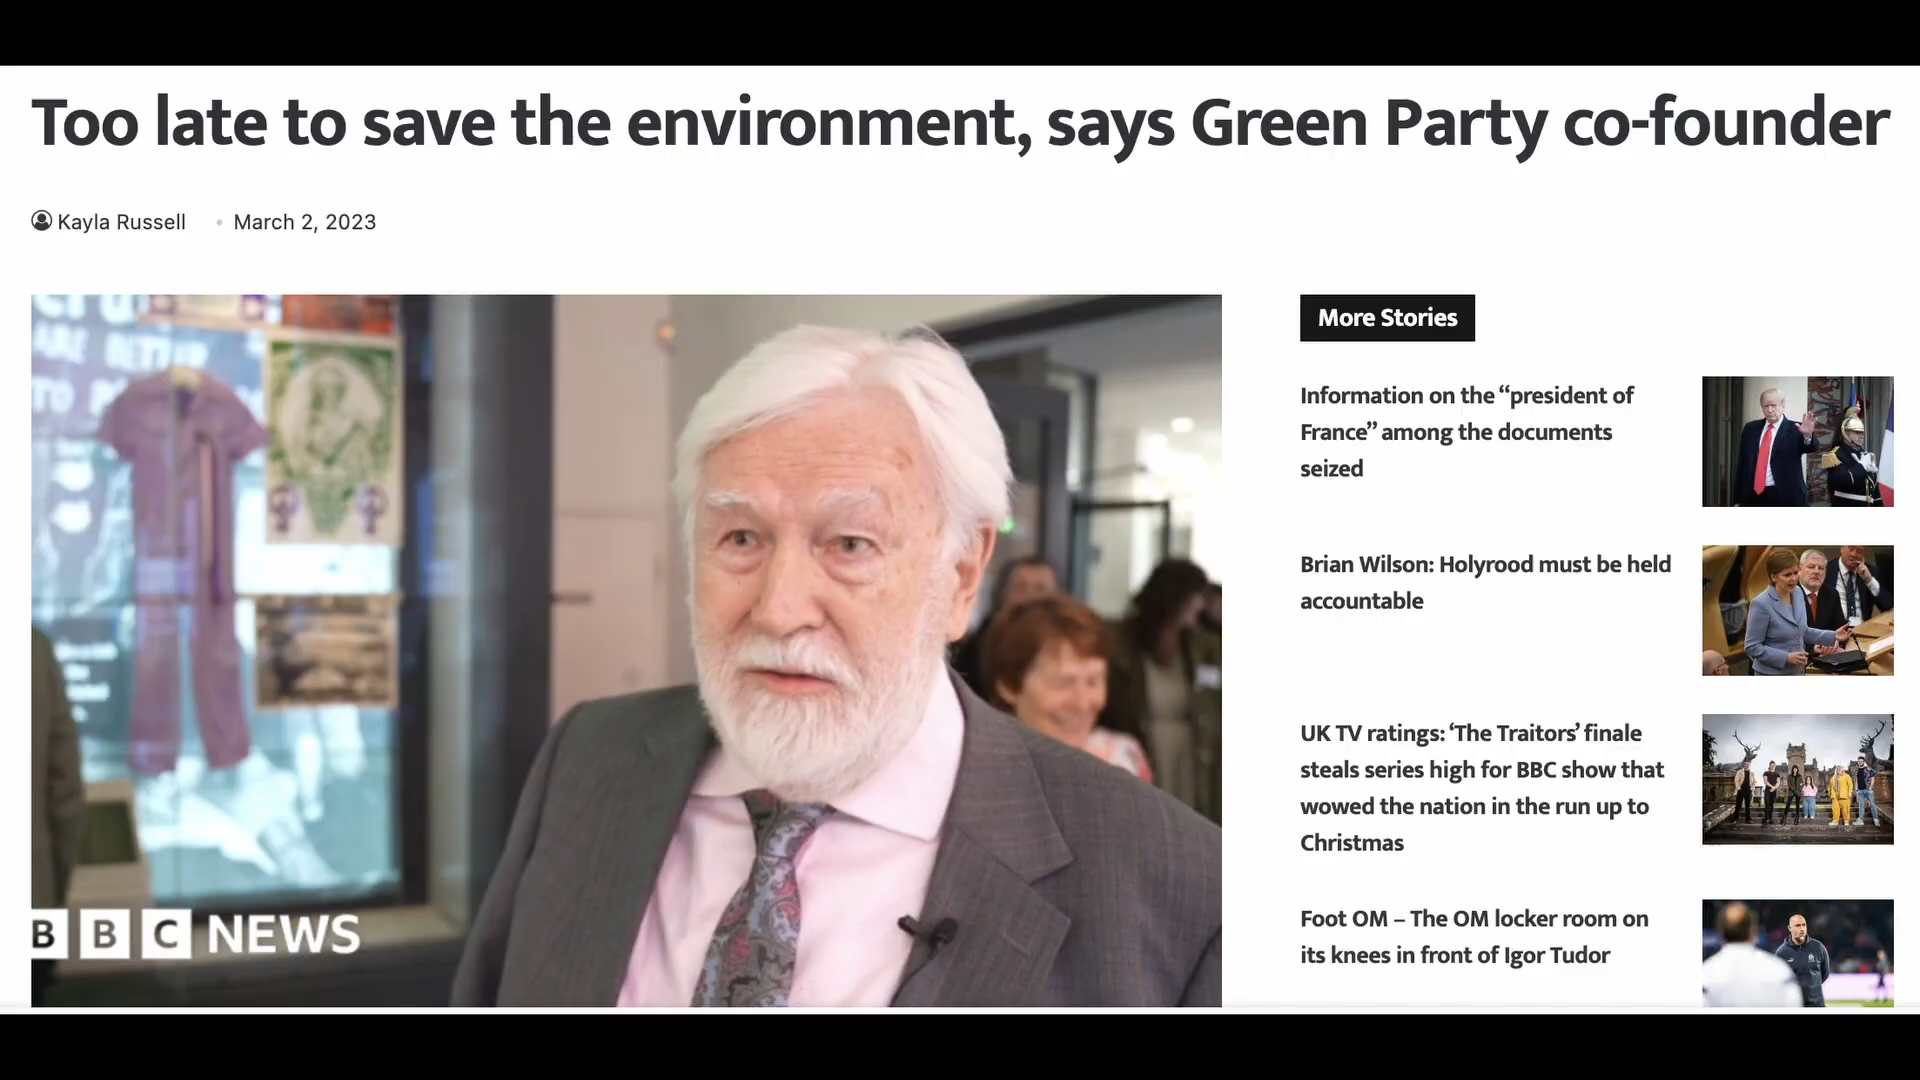 Too late to save the environment, says Green Party co-founder
Kayla Russell • March 2, 2023
ARE BETTER
BBC NEWS
More Stories
Information on the “president of
France” among the documents
seized
Brian Wilson: Holyrood must be held
accountable
UK TV ratings: ‘The Traitors’ finale
steals series high for BBC show that
wowed the nation in the run up to
Christmas
Foot OM – The OM locker room on
its knees in front of Igor Tudor